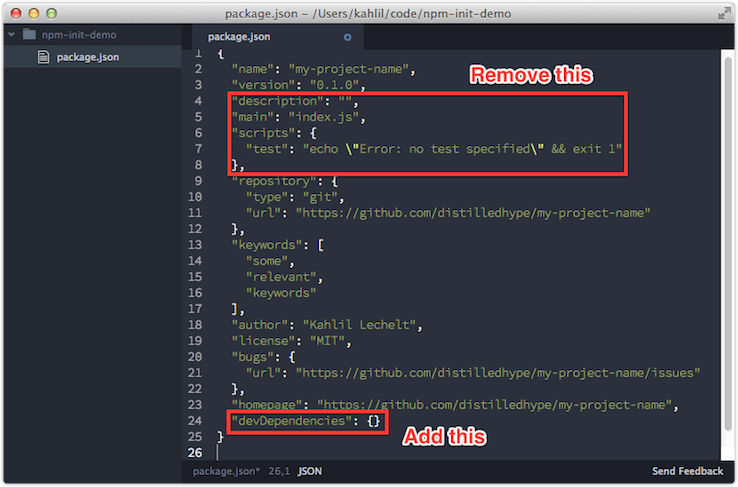 package.json - /Users/kahlil/code/npm-init-demo
npm-init-demo
package.json
package.json
1 {
2 "name": "my-project-name",
Remove this
3 "version": "0.1.0",
4 "description": "",
5 "main": "index.js",
6 "scripts": {
7 "test": "echo \"Error: no test specified\" && exit 1"
8 },
9 "repository": {
10 "type": "git",
11 "url": "https://github.com/distilledhype/my-project-name"
12 },
13 "keywords": [
14 "some",
15 "relevant",
16 "keywords"
17 ],
18 "author": "Kahlil Lechelt",
19 "license": "MIT",
20 "bugs": {
21 "url": "https://github.com/distilledhype/my-project-name/issues"
22 },
23 "homepage": "https://github.com/distilledhype/my-project-name",
24 "devDependencies": {}
25 }
Add this
26
package.json* 26,1 JSON Send Feedback